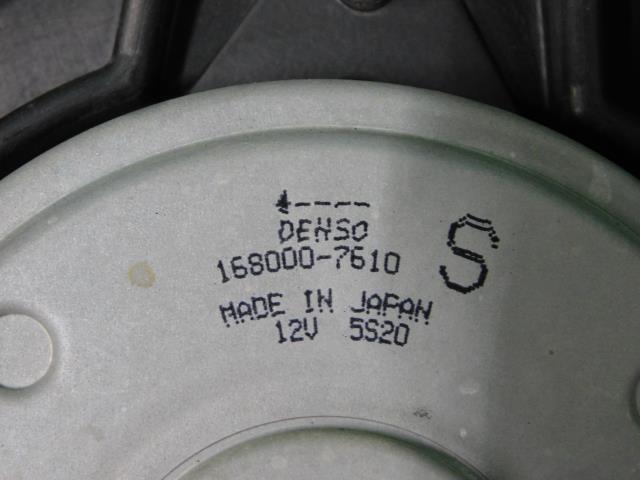 DENSO
168000-7610
S
MADE IN JAPAN
12V 5S20